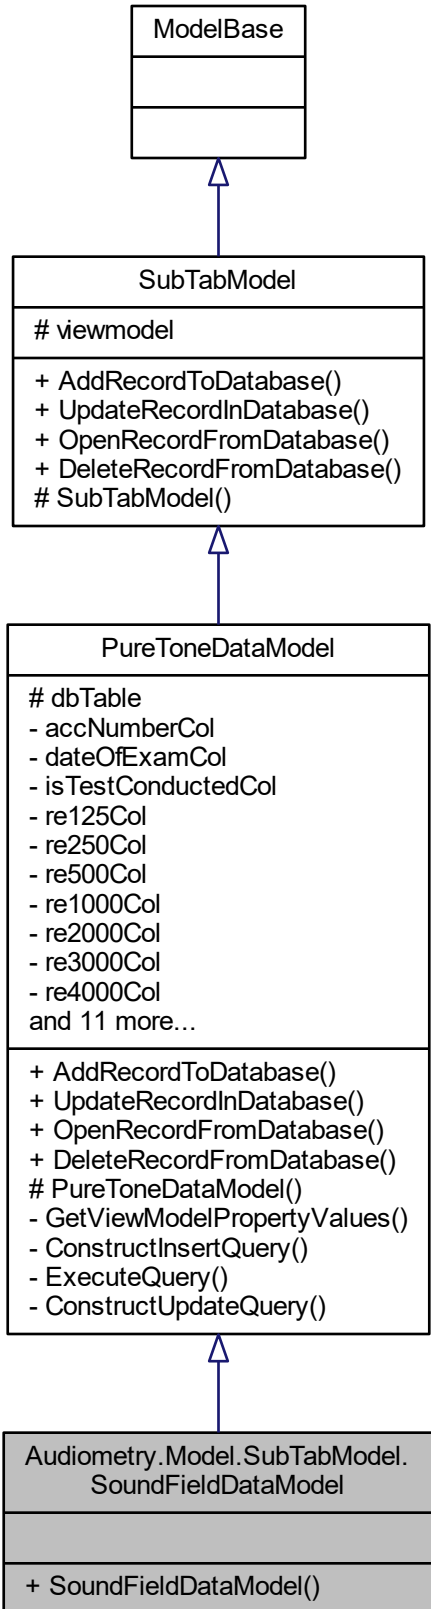 ModelBase
SubTabModel
# viewmodel
+ AddRecordToDatabase()
+ UpdateRecordInDatabase()
+ OpenRecordFromDatabase()
+ DeleteRecordFromDatabase()
# SubTabModel()
PureToneDataModel
# dbTable
- accNumberCol
- dateOfExamCol
- isTestConductedCol
- re125Col
- re250Col
- re500Col
- re1000Col
- re2000Col
- re3000Col
- re4000Col
and 11 more...
+ AddRecordToDatabase()
+ UpdateRecordInDatabase()
+ OpenRecordFromDatabase()
+ DeleteRecordFromDatabase()
# PureToneDataModel()
- GetViewModelPropertyValues()
- ConstructInsertQuery()
- ExecuteQuery()
- ConstructUpdateQuery()
Audiometry.Model.SubTabModel.
SoundFieldDataModel
+ SoundFieldDataModel()